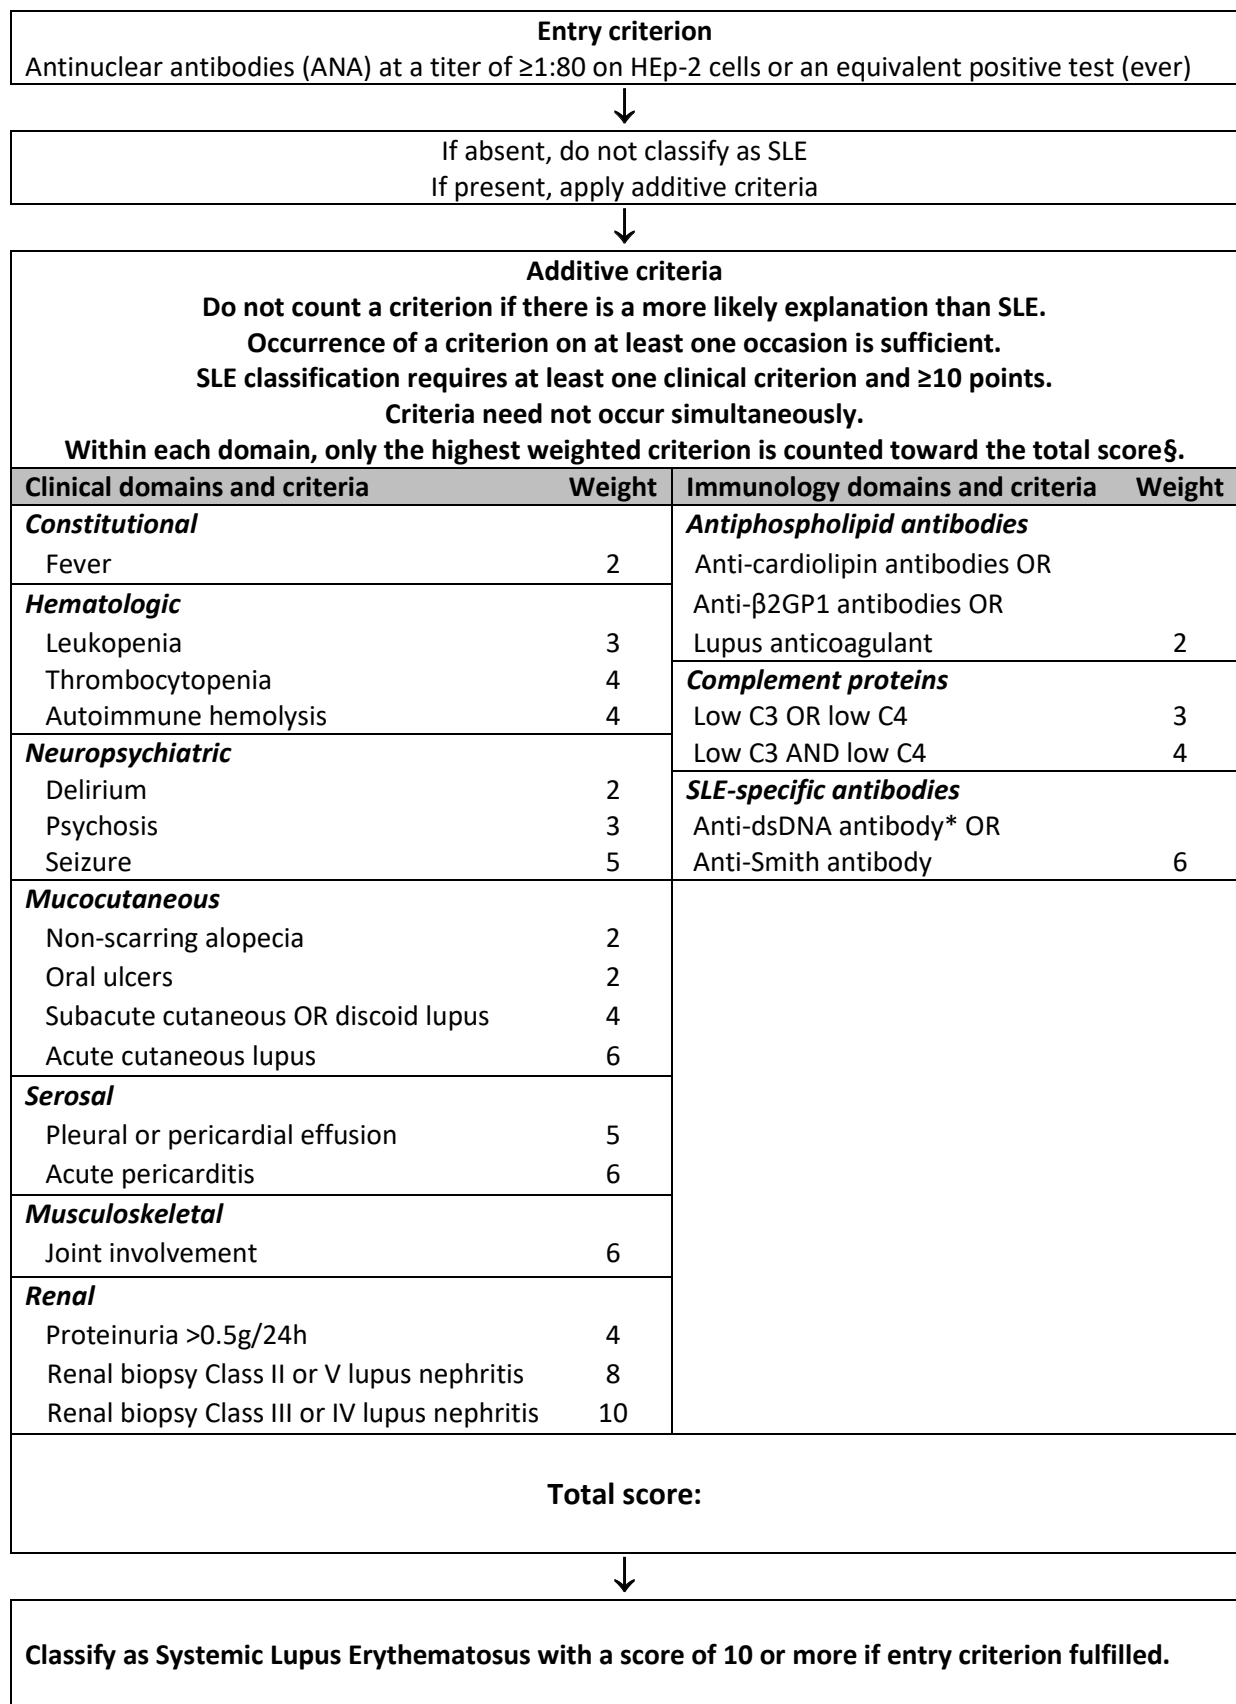 Entry criterion
Antinuclear antibodies (ANA) at a titer of ≥1:80 on HEp-2 cells or an equivalent positive test (ever)
If absent, do not classify as SLE
If present, apply additive criteria
Additive criteria
Do not count a criterion if there is a more likely explanation than SLE.
Occurrence of a criterion on at least one occasion is sufficient.
SLE classification requires at least one clinical criterion and ≥10 points.
Criteria need not occur simultaneously.
Within each domain, only the highest weighted criterion is counted toward the total score§.
Clinical domains and criteria Weight
Constitutional
Fever 2
Hematologic
Leukopenia 3
Thrombocytopenia 4
Autoimmune hemolysis 4
Neuropsychiatric
Delirium 2
Psychosis 3
Seizure 5
Mucocutaneous
Non-scarring alopecia 2
Oral ulcers 2
Subacute cutaneous OR discoid lupus 4
Acute cutaneous lupus 6
Serosal
Pleural or pericardial effusion 5
Acute pericarditis 6
Musculoskeletal
Joint involvement 6
Renal
Proteinuria >0.5g/24h 4
Renal biopsy Class II or V lupus nephritis 8
Renal biopsy Class III or IV lupus nephritis 10
Immunology domains and criteria Weight
Antiphospholipid antibodies
Anti-cardiolipin antibodies OR
Anti-β2GP1 antibodies OR
Lupus anticoagulant 2
Complement proteins
Low C3 OR low C4 3
Low C3 AND low C4 4
SLE-specific antibodies
Anti-dsDNA antibody* OR
Anti-Smith antibody 6
Total score:
Classify as Systemic Lupus Erythematosus with a score of 10 or more if entry criterion fulfilled.